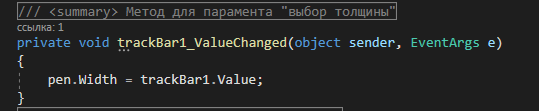 /// <summary> Метод для парамента "выбор толщины"
ссылка: 1
private void trackBar1_ValueChanged(object sender, EventArgs e)
{
pen.Width = trackBar1.Value;
}